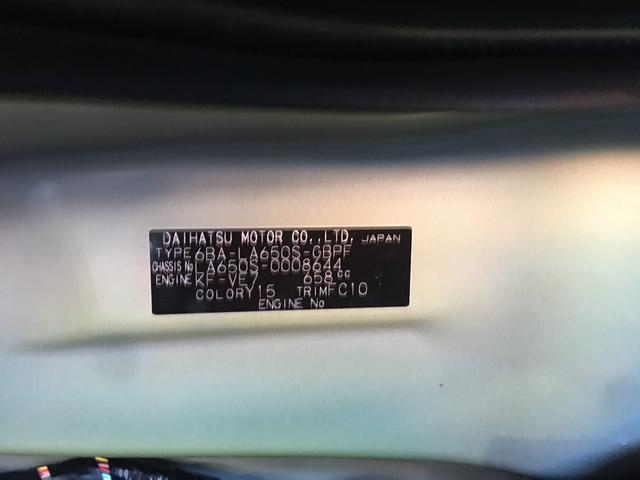 DAIHATSU MOTOR CO.,LTD. JAPAN
TYPE 6BA-LA650S-GBPF
CHASSIS No LA650S-0008644
ENGINE KF-VE 658cc
COLOR Y15 TRIM FC10
ENGINE No